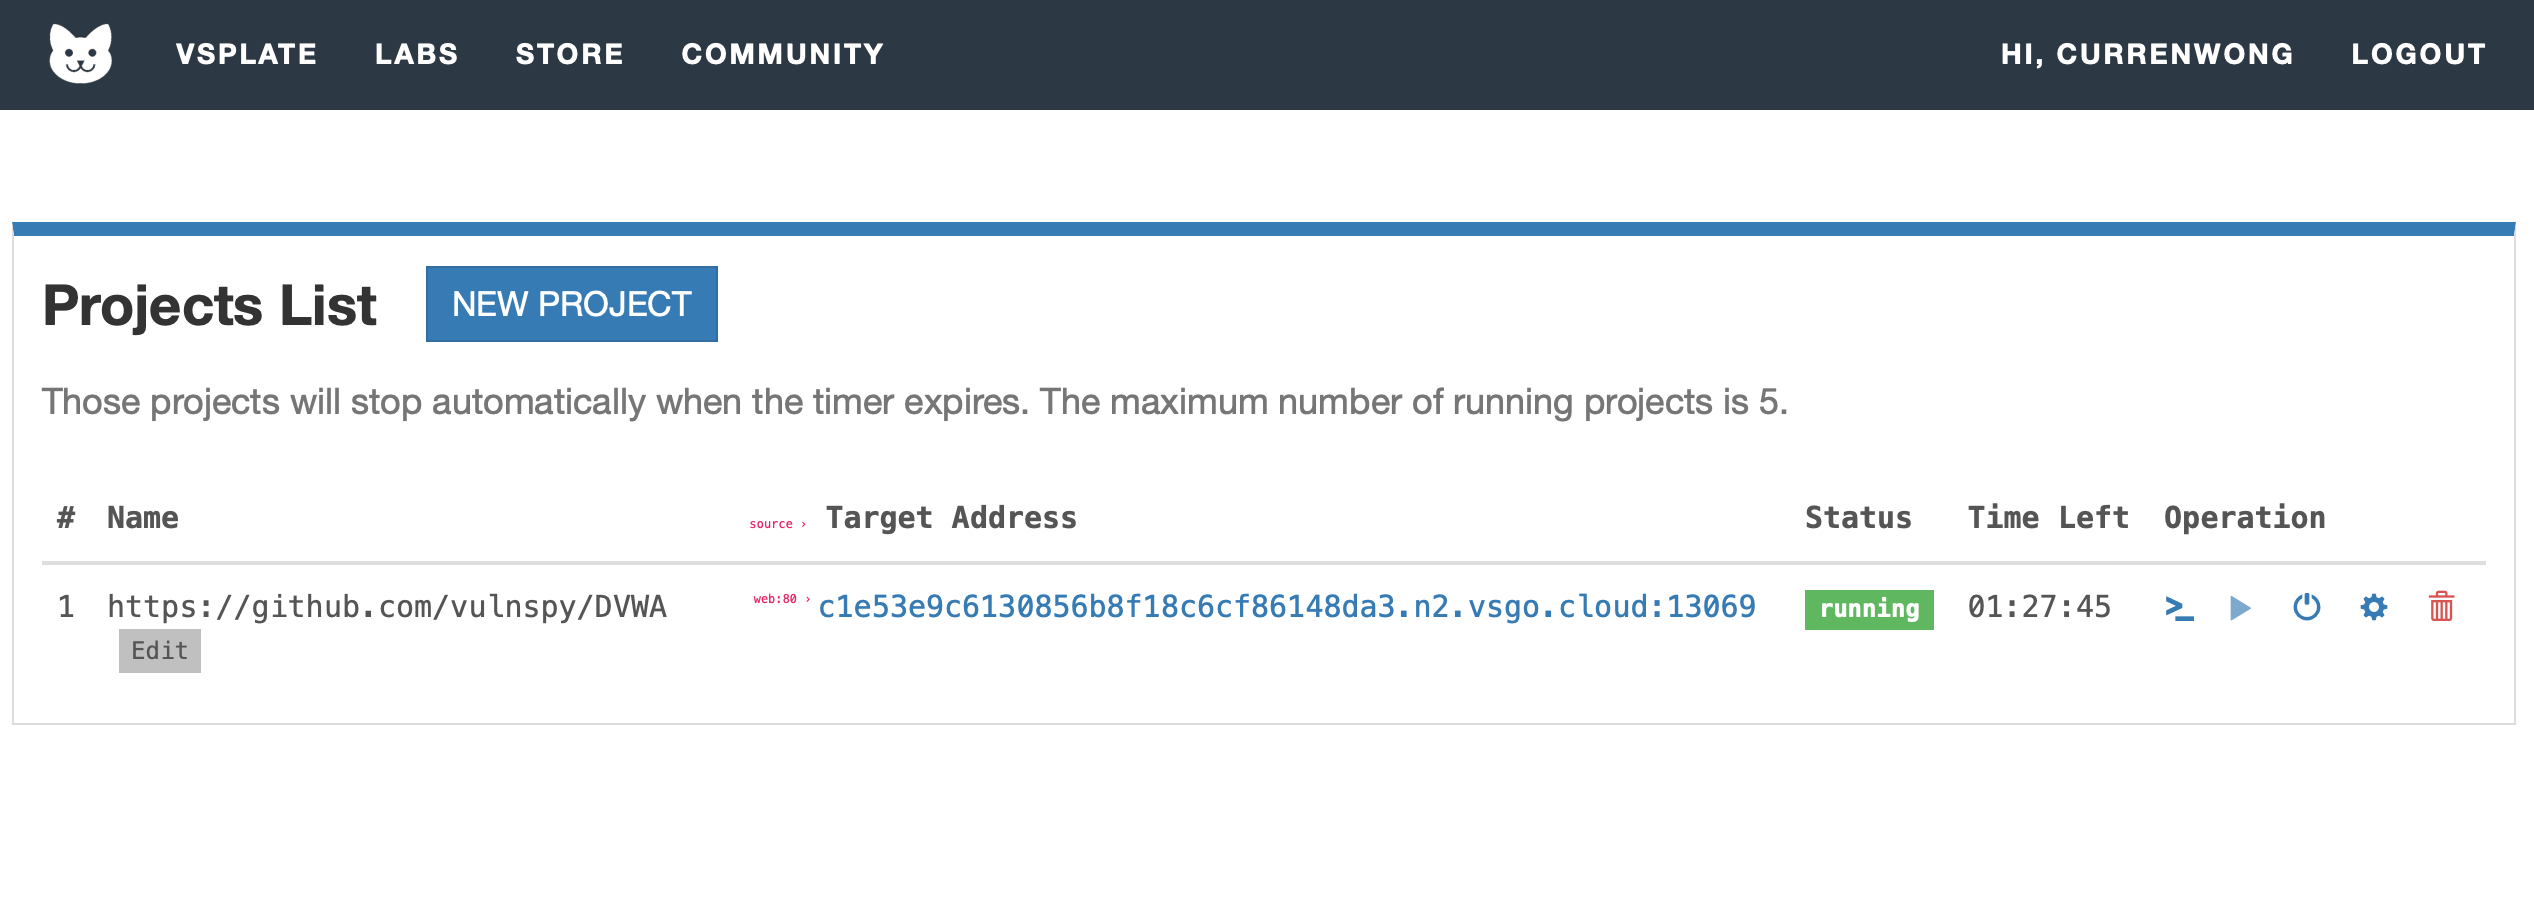 VSPLATE LABS STORE COMMUNITY HI, CURRENWONG LOGOUT
Projects List NEW PROJECT
Those projects will stop automatically when the timer expires. The maximum number of running projects is 5.
# Name source › Target Address Status Time Left Operation
1 https://github.com/vulnspy/DVWA web:80 › c1e53e9c6130856b8f18c6cf86148da3.n2.vsgo.cloud:13069 running 01:27:45
Edit